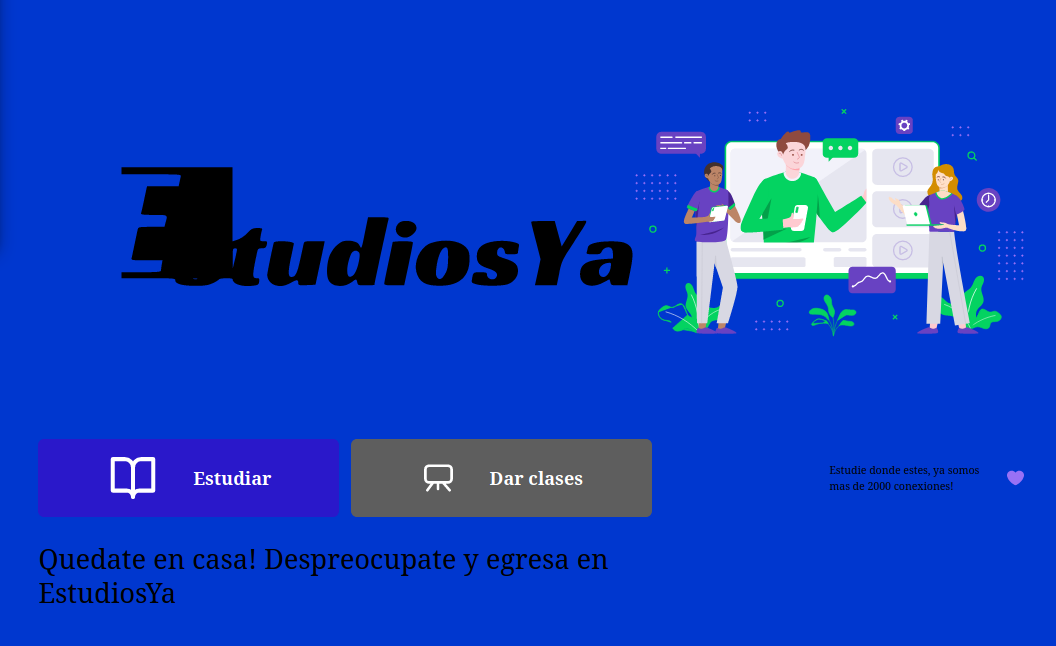 EstudiosYa
Estudiar
Dar clases
Estudie donde estes, ya somos
mas de 2000 conexiones!
Quedate en casa! Despreocupate y egresa en
EstudiosYa